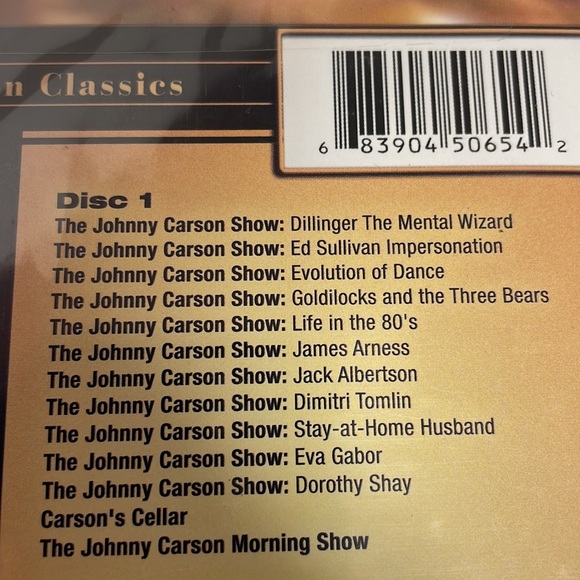 n Classics
6 83904 50654 2
Disc 1
The Johnny Carson Show: Dillinger The Mental Wizard
The Johnny Carson Show: Ed Sullivan Impersonation
The Johnny Carson Show: Evolution of Dance
The Johnny Carson Show: Goldilocks and the Three Bears
The Johnny Carson Show: Life in the 80's
The Johnny Carson Show: James Arness
The Johnny Carson Show: Jack Albertson
The Johnny Carson Show: Dimitri Tomlin
The Johnny Carson Show: Stay-at-Home Husband
The Johnny Carson Show: Eva Gabor
The Johnny Carson Show: Dorothy Shay
Carson's Cellar
The Johnny Carson Morning Show